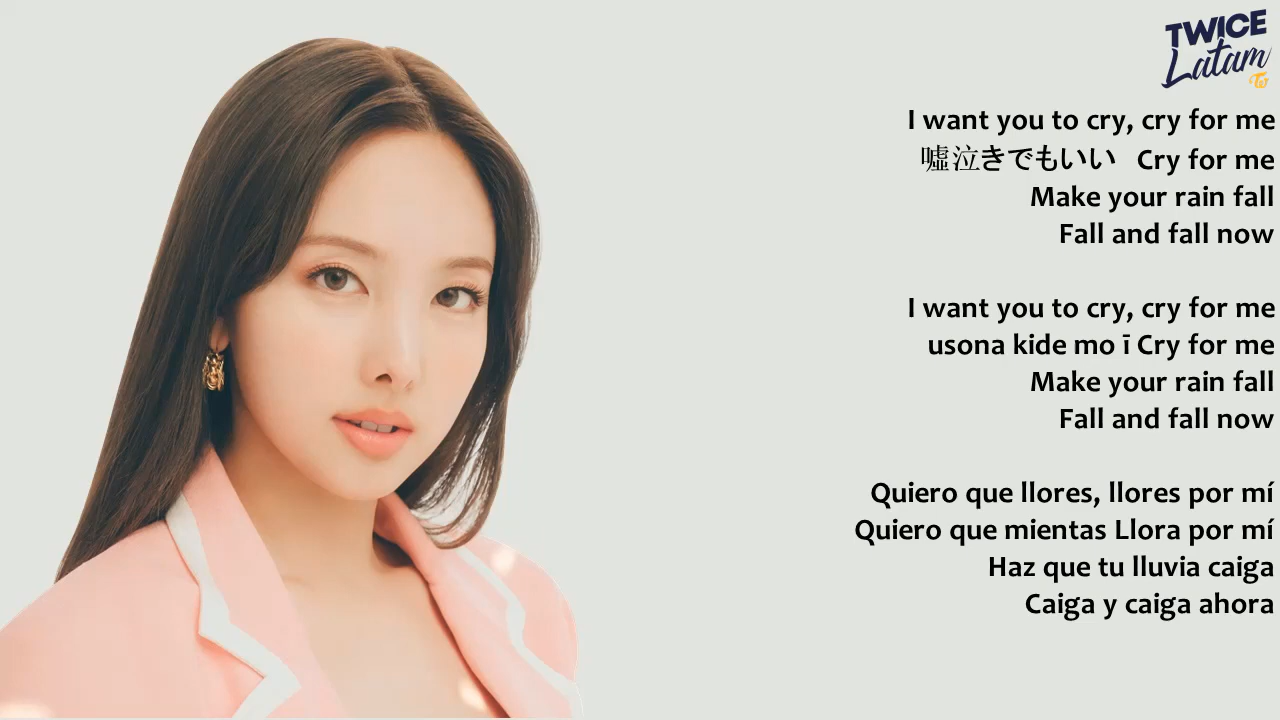 TWICE
Latam
I want you to cry, cry for me
嘘泣きでもいい Cry for me
Make your rain fall
Fall and fall now
I want you to cry, cry for me
usona kide mo ī Cry for me
Make your rain fall
Fall and fall now
Quiero que llores, llores por mí
Quiero que mientas Llora por mí
Haz que tu lluvia caiga
Caiga y caiga ahora